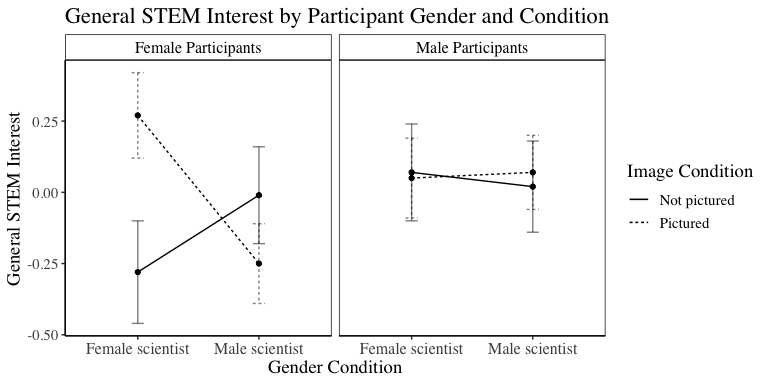 General STEM Interest by Participant Gender and Condition
Female Participants
Male Participants
General STEM Interest
0.25
0.00
-0.25
-0.50
Female scientist
Male scientist
Female scientist
Male scientist
Gender Condition
Image Condition
Not pictured
Pictured